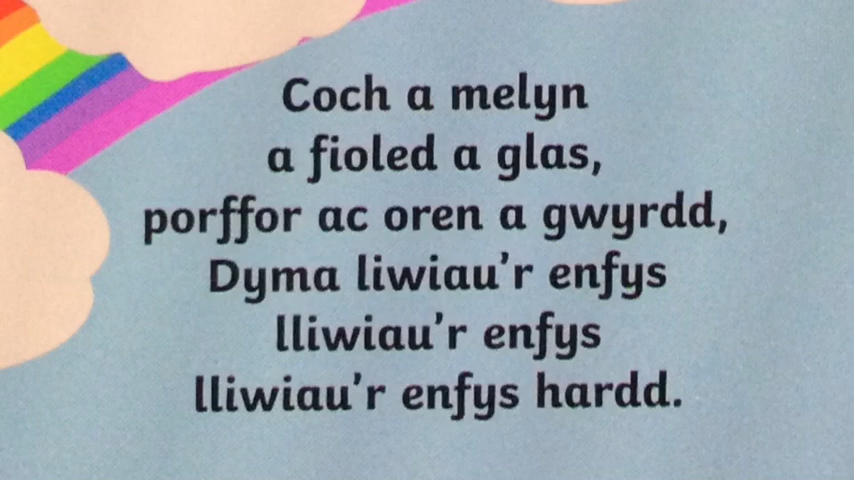 Coch a melyn
a fioled a glas,
porffor ac oren a gwyrdd,
Dyma liwiau'r enfys
lliwiau'r enfys
lliwiau'r enfys hardd.